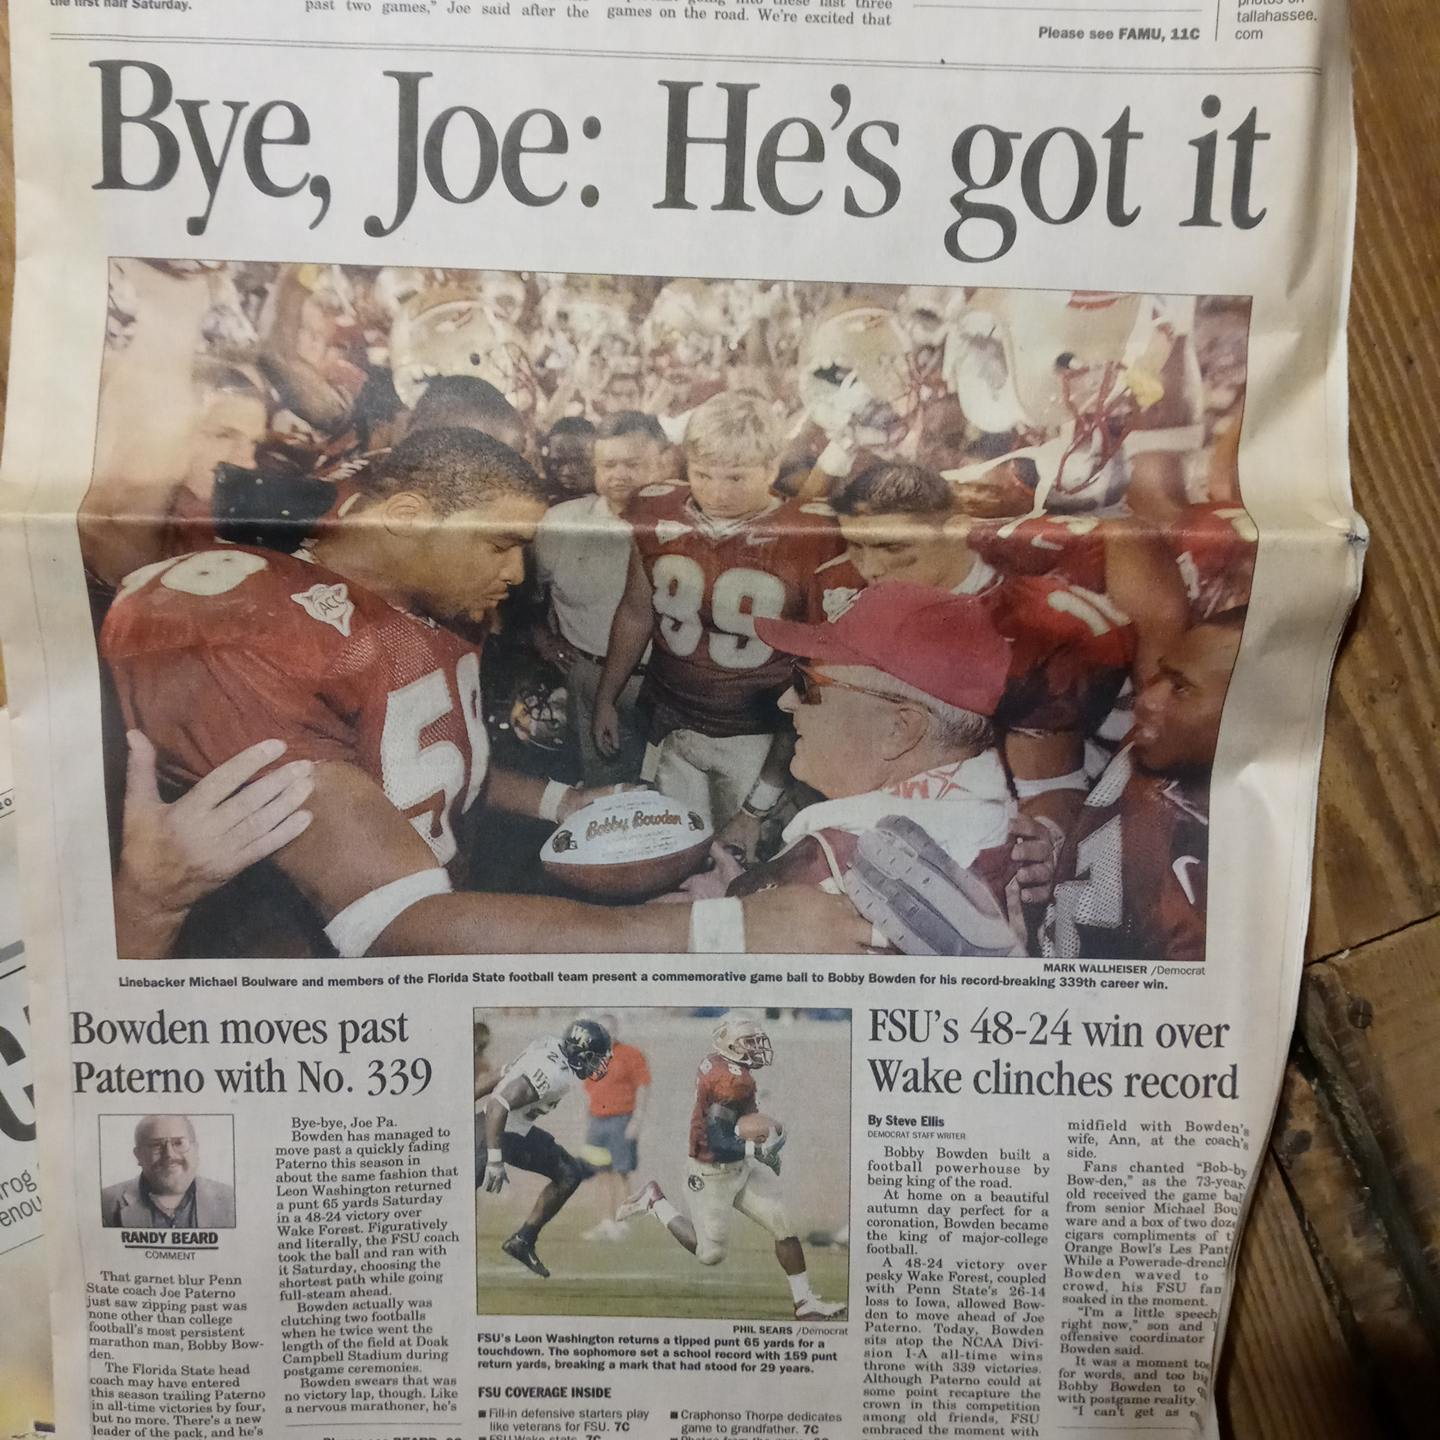 the first half Saturday.
past two games," Joe said after the
games on the road. We're excited that
Please see FAMU, 11C
photos on
tallahassee.
com
Bye, Joe: He's got it
ACC
58
89
Bobby Bowden
MARK WALLHEISER /Democrat
Linebacker Michael Boulware and members of the Florida State football team present a commemorative game ball to Bobby Bowden for his record-breaking 339th career win.
Bowden moves past
Paterno with No. 339
RANDY BEARD
COMMENT
That garnet blur Penn
State coach Joe Paterno
just saw zipping past was
none other than college
football's most persistent
marathon man, Bobby Bow-
den.
The Florida State head
coach may have entered
this season trailing Paterno
in all-time victories by four,
but no more. There's a new
leader of the pack, and he's
Bye-bye, Joe Pa.
Bowden has managed to
move past a quickly fading
Paterno this season in
about the same fashion that
Leon Washington returned
a punt 65 yards Saturday
in a 48-24 victory over
Wake Forest. Figuratively
and literally, the FSU coach
took the ball and ran with
it Saturday, choosing the
shortest path while going
full-steam ahead.
Bowden actually was
clutching two footballs
when he twice went the
length of the field at Doak
Campbell Stadium during
postgame ceremonies.
Bowden swears that was
no victory lap, though. Like
a nervous marathoner, he's
WF
PHIL SEARS /Democrat
FSU's Leon Washington returns a tipped punt 65 yards for a
touchdown. The sophomore set a school record with 159 punt
return yards, breaking a mark that had stood for 29 years.
FSU COVERAGE INSIDE
■ Fill-in defensive starters play
like veterans for FSU. 7C
■ Craphonso Thorpe dedicates
game to grandfather. 7C
FSU's 48-24 win over
Wake clinches record
By Steve Ellis
DEMOCRAT STAFF WRITER
Bobby Bowden built a
football powerhouse by
being king of the road.
At home on a beautiful
autumn day perfect for a
coronation, Bowden became
the king of major-college
football.
A 48-24 victory over
pesky Wake Forest, coupled
with Penn State's 26-14
loss to Iowa, allowed Bow-
den to move ahead of Joe
Paterno. Today, Bowden
sits atop the NCAA Divi-
sion I-A all-time wins
throne with 339 victories.
Although Paterno could at
some point recapture the
crown in this competition
among old friends, FSU
embraced the moment with
midfield with Bowden's
wife, Ann, at the coach's
side.
Fans chanted "Bob-by
Bow-den," as the 73-year-
old received the game
from senior Michael Bou
ware and a box of two
cigars compliments of
Orange Bowl's Les
While a
Bowden waved to
crowd, his FSU
soaked in the moment.
"I'm a little
right now," son and
offensive coordinator
Bowden said.
It was a moment
for words, and too
Bobby Bowden to
with postgame reality.
"I can't get as